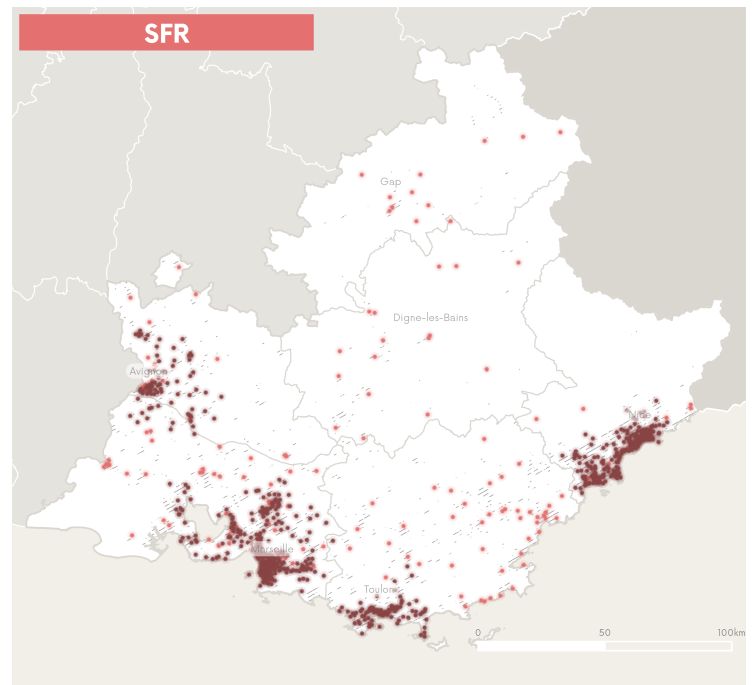 SFR
Gap
Digne-les-Bains
Avignon
Nice
Marseille
Toulon
0 50 100km